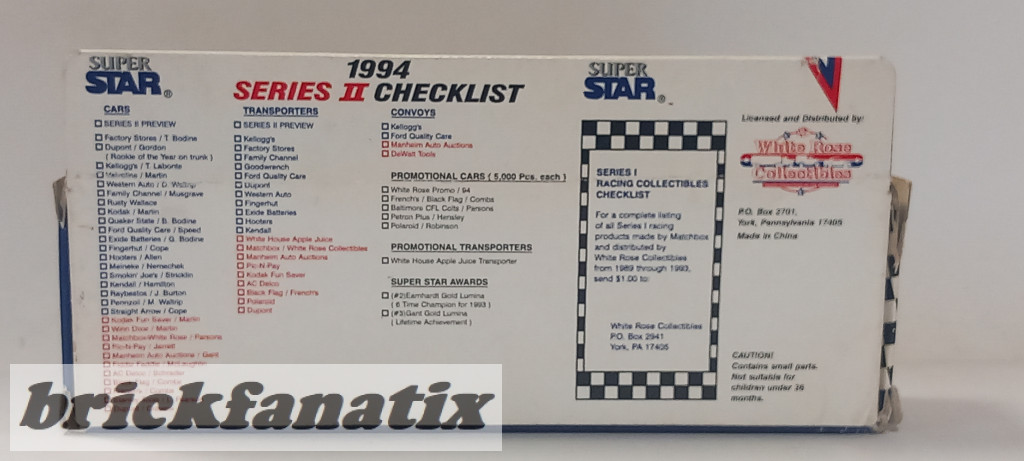 SUPER
STAR®
1994
SERIES II CHECKLIST
CARS
SERIES II PREVIEW
Factory Stores / T. Bodine
Dupont / Gordon
( Rookie of the Year on trunk )
Kellogg's / T. Labonte
Valvoline / Martin
Western Auto / D. Waltrip
Family Channel / Musgrave
Rusty Wallace
Kodak / Martin
Quaker State / B. Bodine
Ford Quality Care / Speed
Exide Batteries / G. Bodine
Fingerhut / Cope
Hooters / Allen
Meineke / Nemechek
Smokin' Joe's / Stricklin
Kendall / Hamilton
Raybestos / J. Burton
Pennzoil / M. Waltrip
Straight Arrow / Cope
Kodak Fun Saver / Martin
Winn Dixie / Martin
Matchbox-White Rose / Parsons
Pic-N-Pay / Jarrett
Manheim Auto Auctions / Gant
TRANSPORTERS
SERIES II PREVIEW
Kellogg's
Factory Stores
Family Channel
Goodwrench
Ford Quality Care
Dupont
Western Auto
Fingerhut
Exide Batteries
Hooters
Kendall
White House Apple Juice
Matchbox / White Rose Collectibles
Manheim Auto Auctions
Pic-N-Pay
Kodak Fun Saver
AC Delco
Black Flag / French's
Polaroid
Dupont
CONVOYS
Kellogg's
Ford Quality Care
Manheim Auto Auctions
DeWalt Tools
PROMOTIONAL CARS ( 5,000 Pcs. each )
White Rose Promo / 94
French's / Black Flag / Combs
Baltimore CFL Colts / Parsons
Petron Plus / Hensley
Polaroid / Robinson
PROMOTIONAL TRANSPORTERS
White House Apple Juice Transporter
SUPER STAR AWARDS
(#2)Earnhardt Gold Lumina
( 6 Time Champion for 1993 )
(#3)Gant Gold Lumina
( Lifetime Achievement )
SUPER
STAR®
SERIES I
RACING COLLECTIBLES
CHECKLIST
For a complete listing
of all Series I racing
products made by Matchbox
and distributed by
White Rose Collectibles
from 1989 through 1993,
send $1.00 to:
White Rose Collectibles
P.O. Box 2941
York, PA 17405
Licensed and Distributed by:
White Rose
Collectibles
P.O. Box 2701,
York, Pennsylvania 17405
Made in China
CAUTION!
Contains small parts.
Not suitable for
children under 36
months.
brickfanatix